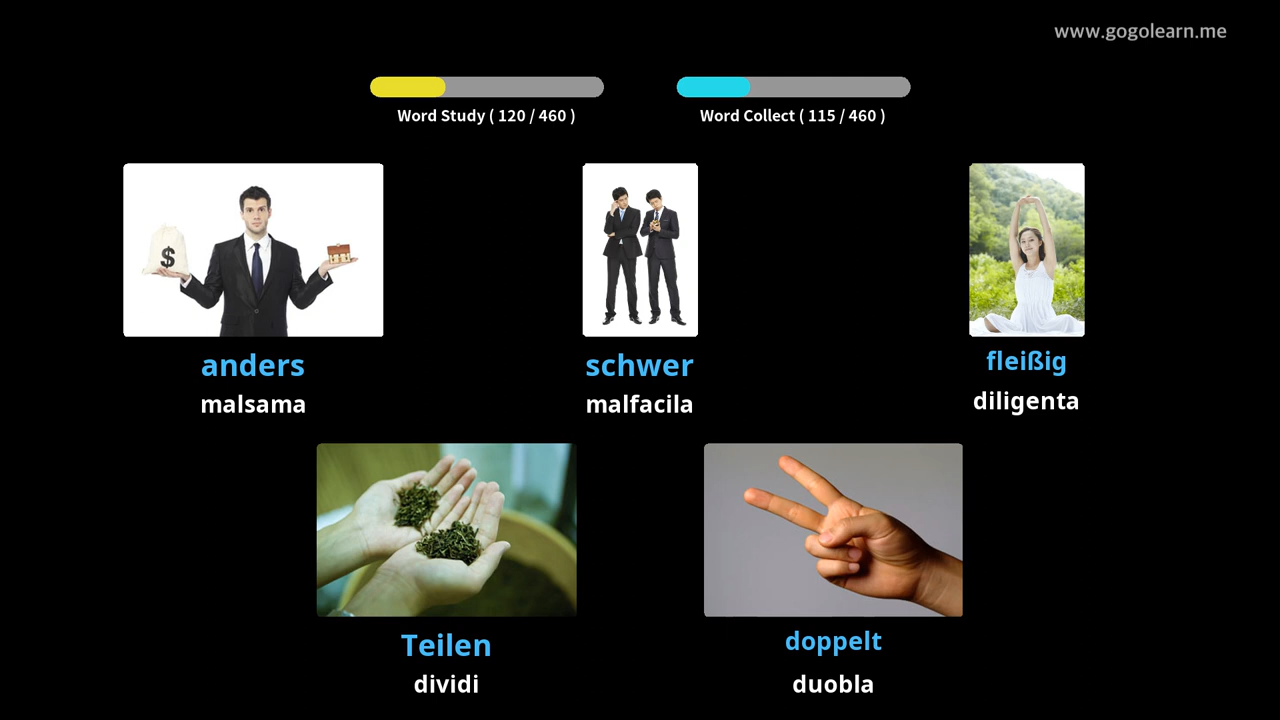 www.gogolearn.me
Word Study ( 120 / 460 )
Word Collect ( 115 / 460 )
$
anders
malsama
schwer
malfacila
fleißig
diligenta
Teilen
dividi
doppelt
duobla